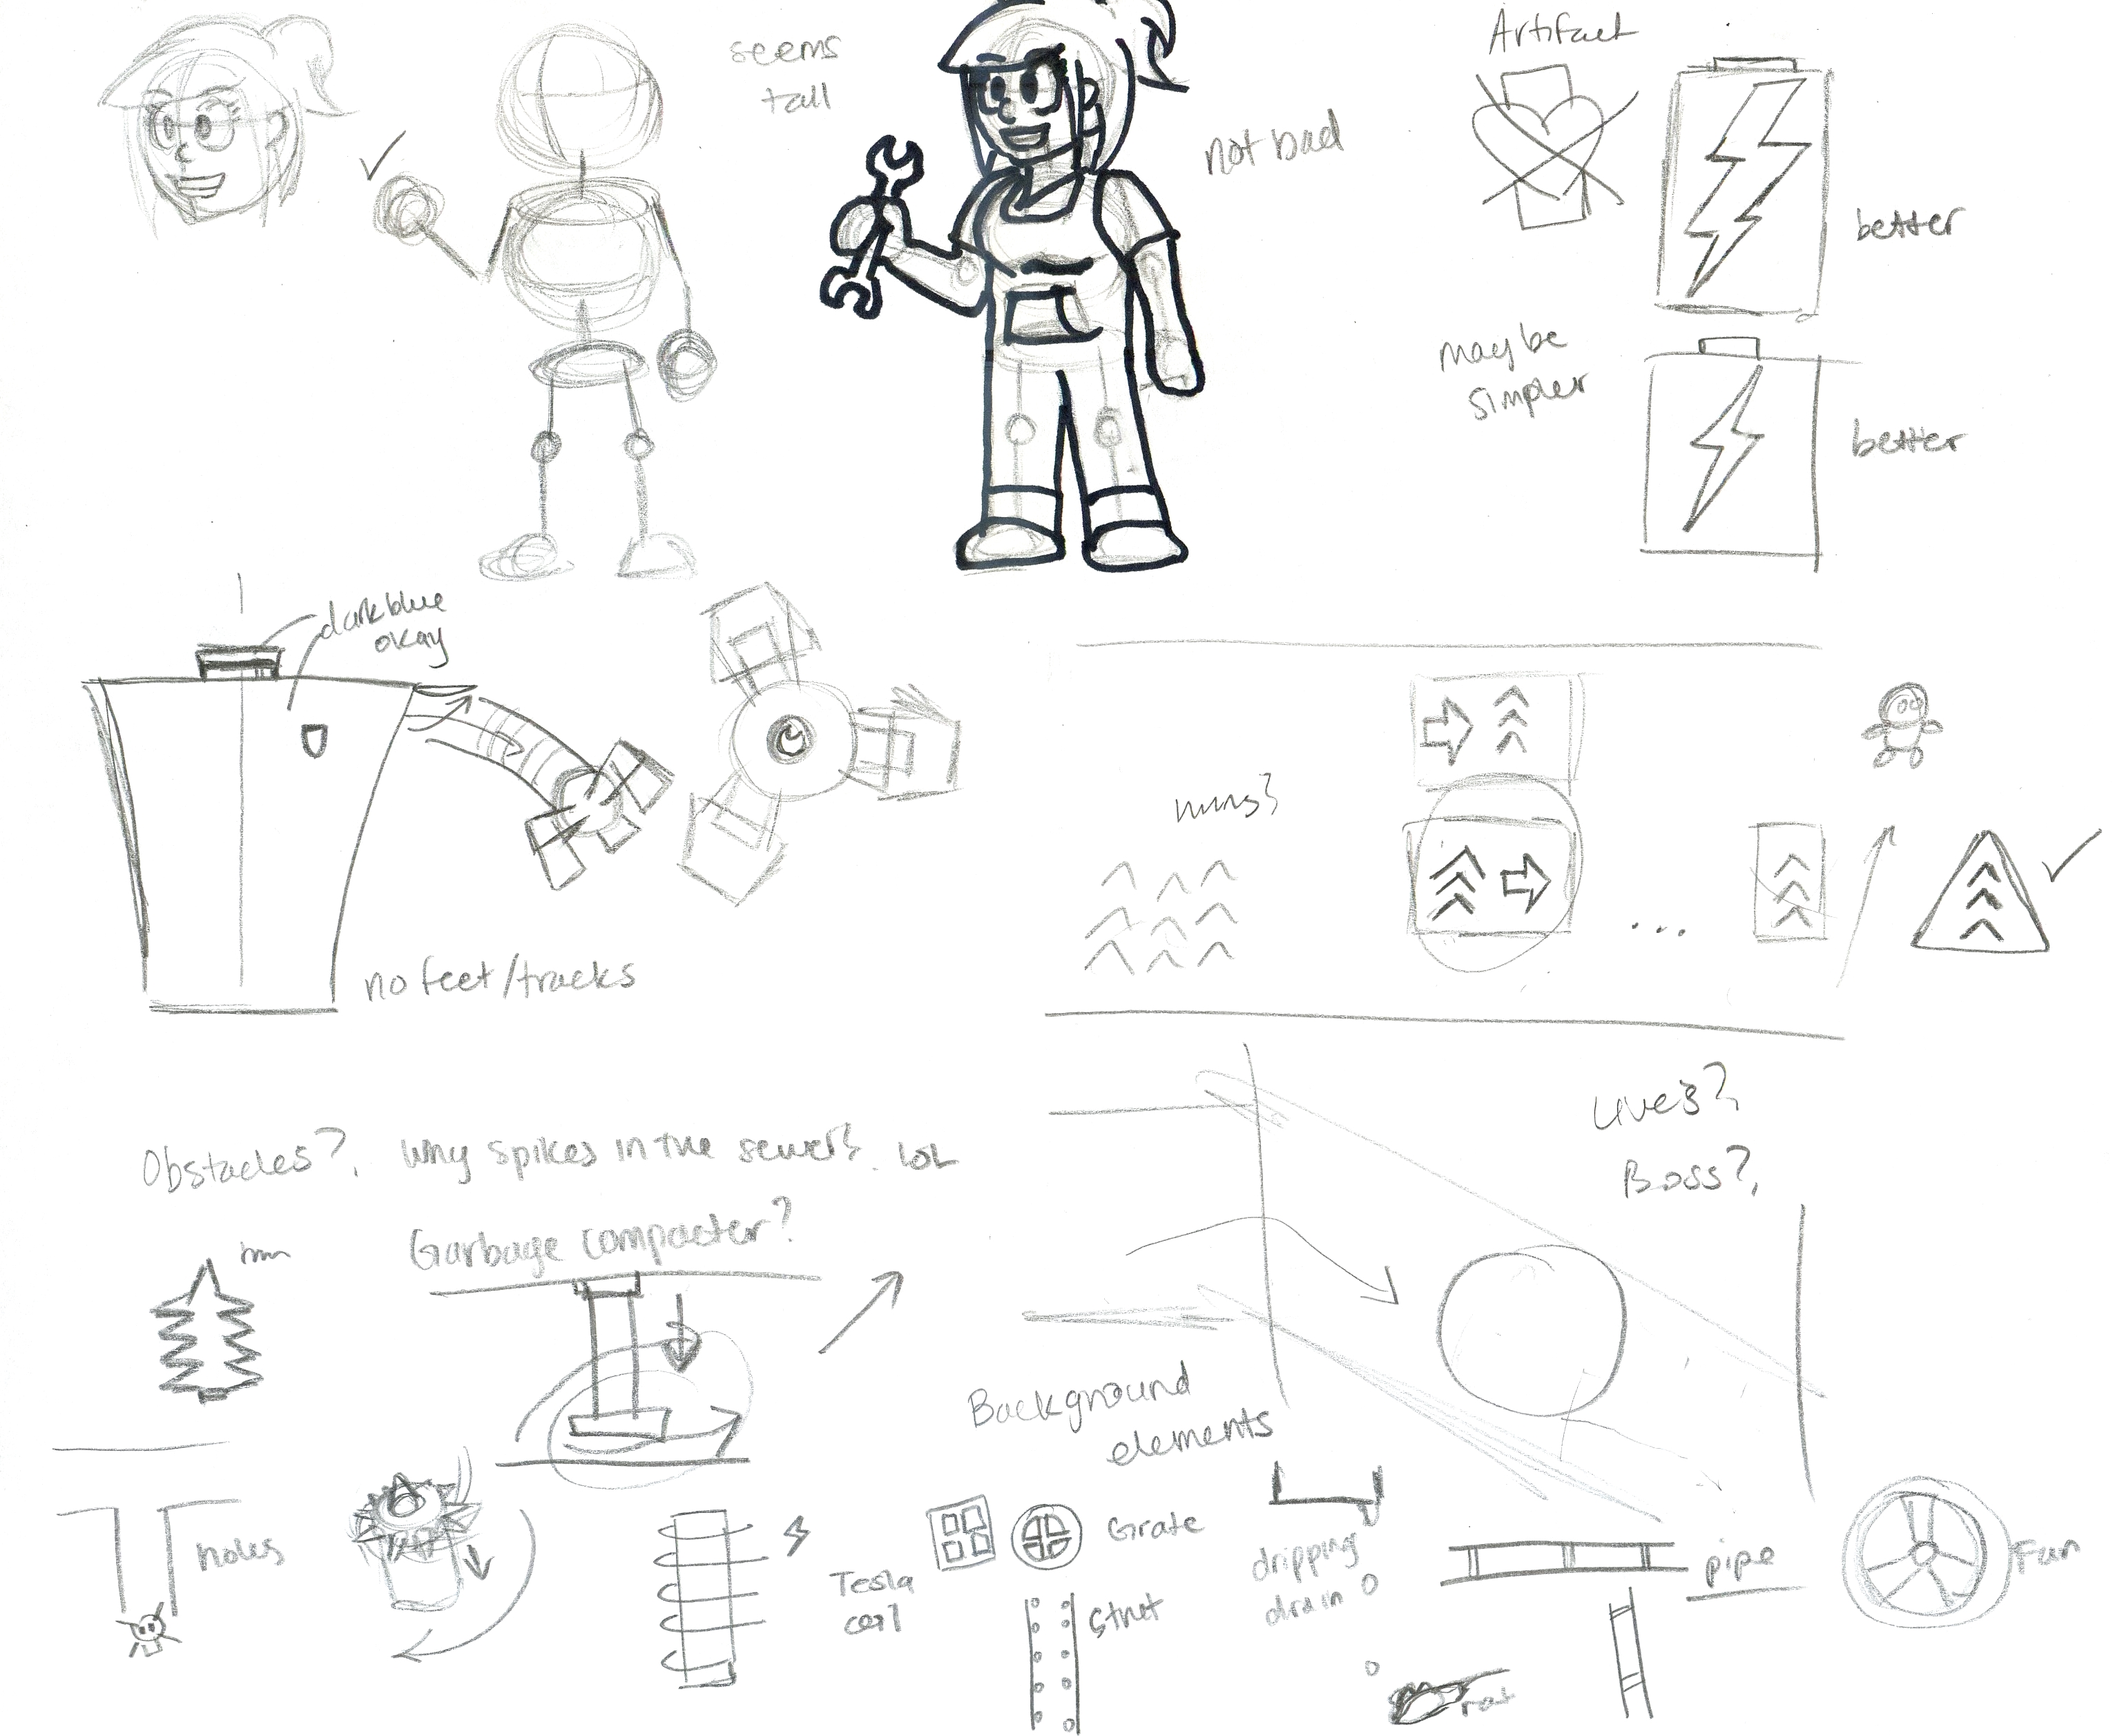 seems
tall
not bad
Artifact
better
maybe
simpler
better
dark blue
okay
no feet/tracks
Lives?
Boss?
Obstacles? Why spikes in the sewer? LOL
hmm
Garbage compacter?
Background
elements
holes
Tesla
coil
Grate
Strut
dripping
drain
pipe
Fan
rat